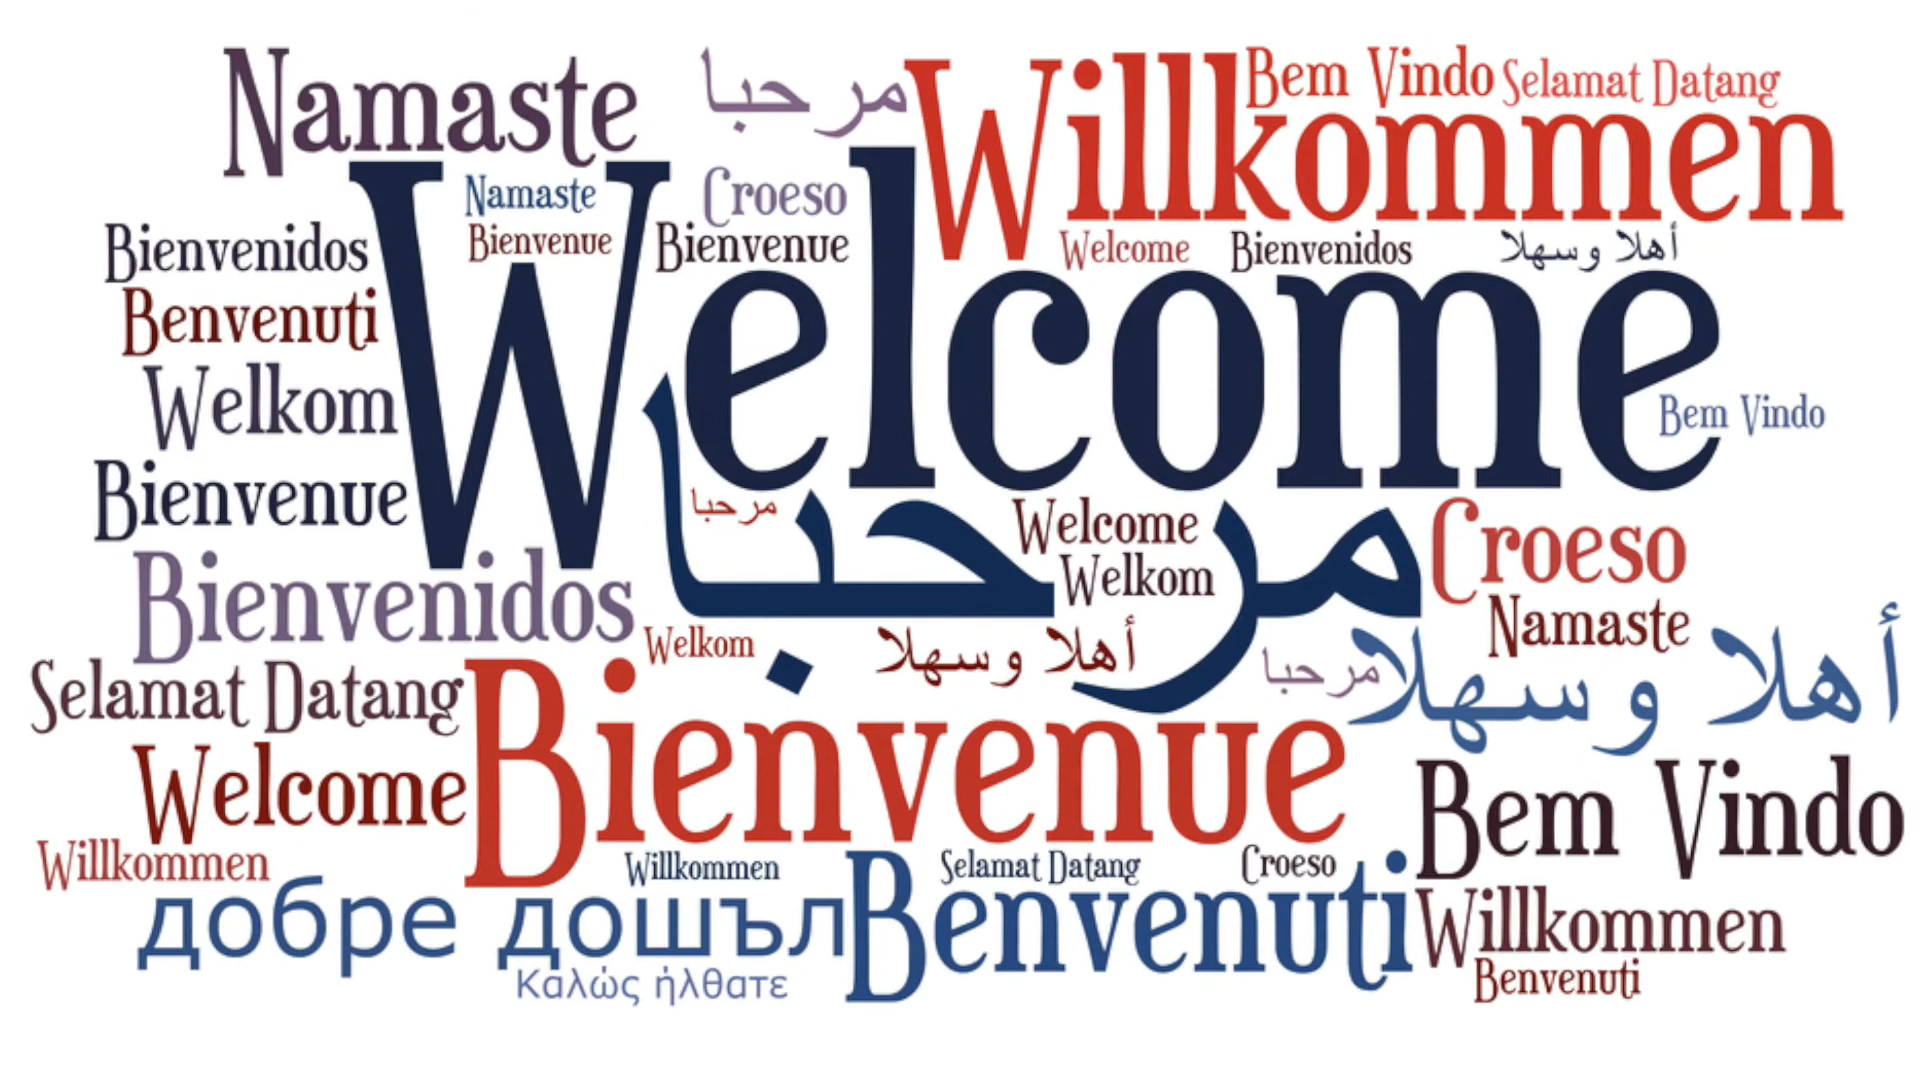 Namaste مرحبا Willkommen Bem Vindo Selamat Datang
Welcome
Namaste Croeso
Bienvenidos Bienvenue Bienvenue Welcome Bienvenidos أهلا وسهلا
Benvenuti
Welkom Bem Vindo
Bienvenue مرحبا
مرحبا
Welcome Croeso
Welkom
Bienvenidos Namaste
Welkom أهلا وسهلا مرحبا أهلا وسهلا
Selamat Datang
Bienvenue
Welcome Bem Vindo
Willkommen Willkommen Selamat Datang Croeso
добре дошъл Benvenuti Willkommen
Καλώς ήλθατε Benvenuti